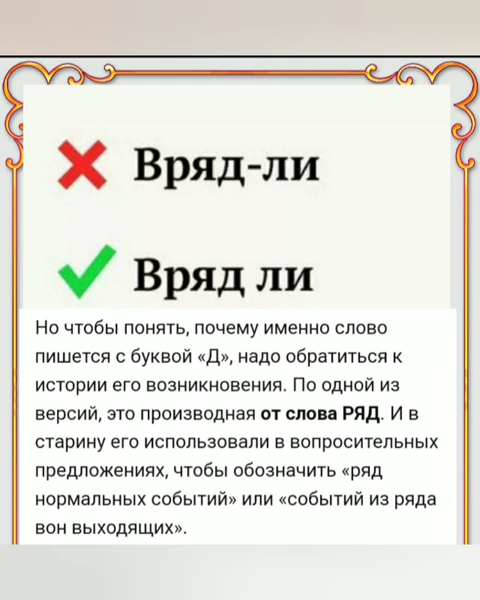 Вряд-ли
Вряд ли
Но чтобы понять, почему именно слово
пишется с буквой «Д», надо обратиться к
истории его возникновения. По одной из
версий, это производная от слова РЯД. И в
старину его использовали в вопросительных
предложениях, чтобы обозначить «ряд
нормальных событий» или «событий из ряда
вон выходящих».